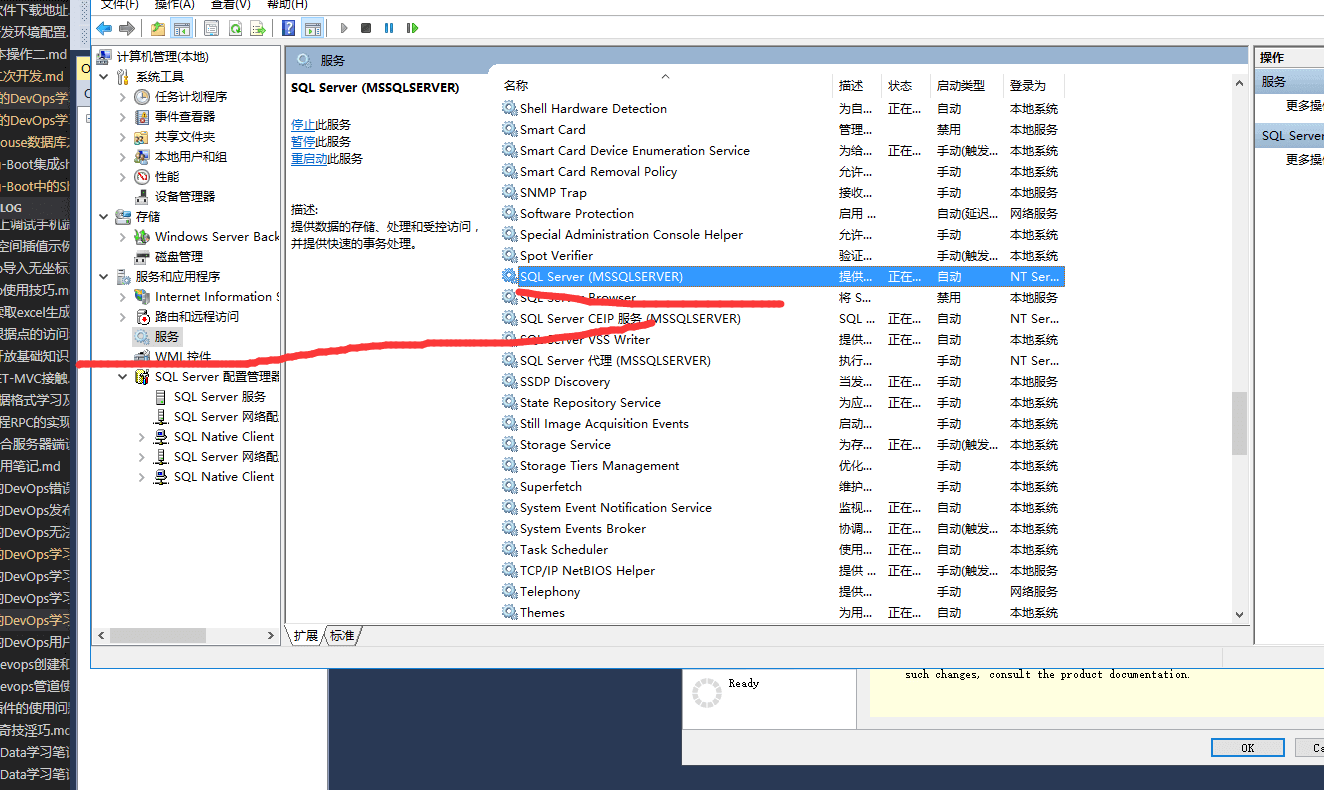 文件(F) 操作(A) 查看(V) 帮助(H)
软件下载地址
发环境配置.
本操作二.md
二次开发.md
的DevOps学
的DevOps学
ouse数据库
g-Boot集成sh
g-Boot中的Sh
LOG
上调试手机
空间插值示例
导入无坐标
使用技巧.m
读取excel生成
根据点的访问
开放基础知识
ET-MVC接触.
据格式学习及
程RPC的实现
合服务器端
用笔记.md
的DevOps错误
的DevOps发布
的DevOps无法
的DevOps学习
的DevOps学习
的DevOps学习
的DevOps学习
的DevOps用户
evops创建和
evops管道使
插件的使用问
奇技淫巧.md
Data学习笔记
Data学习笔记
计算机管理(本地)
系统工具
任务计划程序
事件查看器
共享文件夹
本地用户和组
性能
设备管理器
存储
Windows Server Back
磁盘管理
服务和应用程序
Internet Information S
路由和远程访问
服务
WMI 控件
SQL Server 配置管理器
SQL Server 服务
SQL Server 网络配
SQL Native Client
SQL Server 网络配
SQL Native Client
服务
SQL Server (MSSQLSERVER)
停止此服务
暂停此服务
重启动此服务
描述:
提供数据的存储、处理和受控访问，
并提供快速的事务处理。
名称 描述 状态 启动类型 登录为
Shell Hardware Detection 为自... 正在... 自动 本地系统
Smart Card 管理... 禁用 本地服务
Smart Card Device Enumeration Service 为给... 正在... 手动(触发... 本地系统
Smart Card Removal Policy 允许... 手动 本地系统
SNMP Trap 接收... 手动 本地服务
Software Protection 启用 ... 自动(延迟... 网络服务
Special Administration Console Helper 允许... 手动 本地系统
Spot Verifier 验证... 手动(触发... 本地系统
SQL Server (MSSQLSERVER) 提供... 正在... 自动 NT Ser...
SQL Server Browser 将 S... 禁用 本地服务
SQL Server CEIP 服务 (MSSQLSERVER) SQL ... 正在... 自动 NT Ser...
SQL Server VSS Writer 提供... 正在... 自动 本地系统
SQL Server 代理 (MSSQLSERVER) 执行... 手动 NT Ser...
SSDP Discovery 当发... 正在... 手动 本地服务
State Repository Service 为应... 正在... 手动 本地系统
Still Image Acquisition Events 启动... 手动 本地系统
Storage Service 为存... 正在... 手动(触发... 本地系统
Storage Tiers Management 优化... 手动 本地系统
Superfetch 维护... 手动 本地系统
System Event Notification Service 监视... 正在... 自动 本地系统
System Events Broker 协调... 正在... 自动(触发... 本地系统
Task Scheduler 使用... 正在... 自动 本地系统
TCP/IP NetBIOS Helper 提供 ... 正在... 手动(触发... 本地服务
Telephony 提供... 手动 网络服务
Themes 为用... 正在... 自动 本地系统
扩展 标准
操作
服务
更多操作
SQL Server
更多操作
such changes, consult the product documentation.
Ready
OK Ca